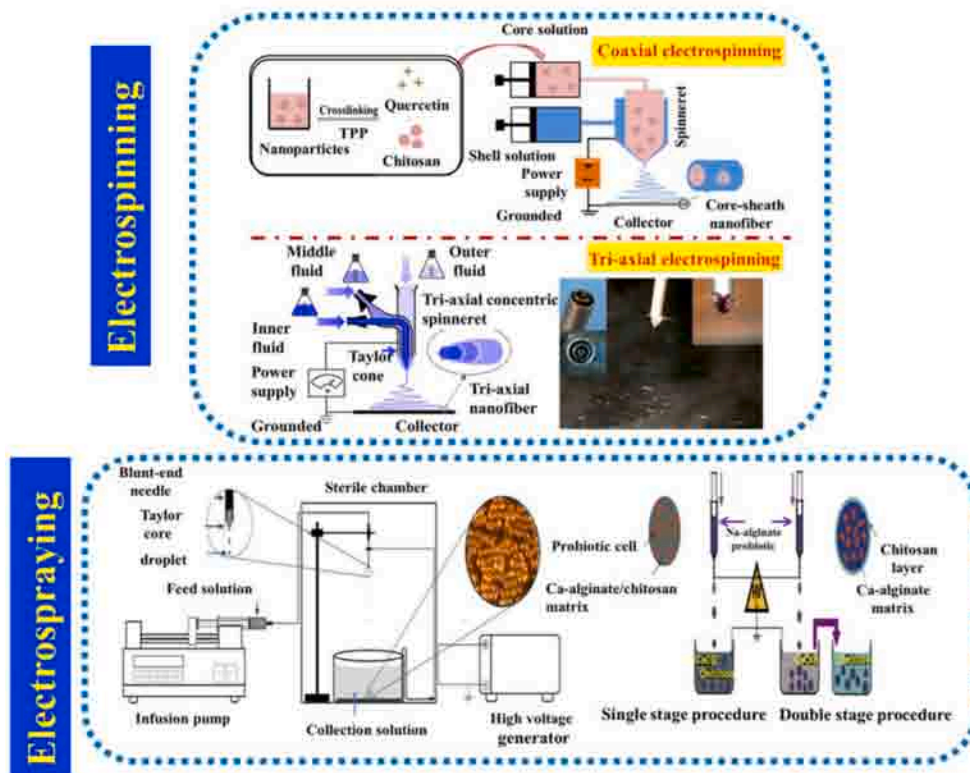 Electrospinning
Core solution
Coaxial electrospinning
Quercetin
Crosslinking
TPP
Nanoparticles
Chitosan
Spinneret
Shell solution
Power
supply
Grounded
Collector
Core-sheath
nanofiber
Middle
fluid
Outer
fluid
Tri-axial electrospinning
Tri-axial concentric
spinneret
Inner
fluid
Taylor
cone
Power
supply
Tri-axial
nanofiber
Grounded
Collector
Electrospraying
Blunt-end
needle
Sterile chamber
Taylor
core
droplet
Feed solution
Infusion pump
Collection solution
High voltage
generator
Probiotic cell
Ca-alginate/chitosan
matrix
Na-alginate
probiotic
Chitosan
layer
Ca-alginate
matrix
Single stage procedure
Double stage procedure